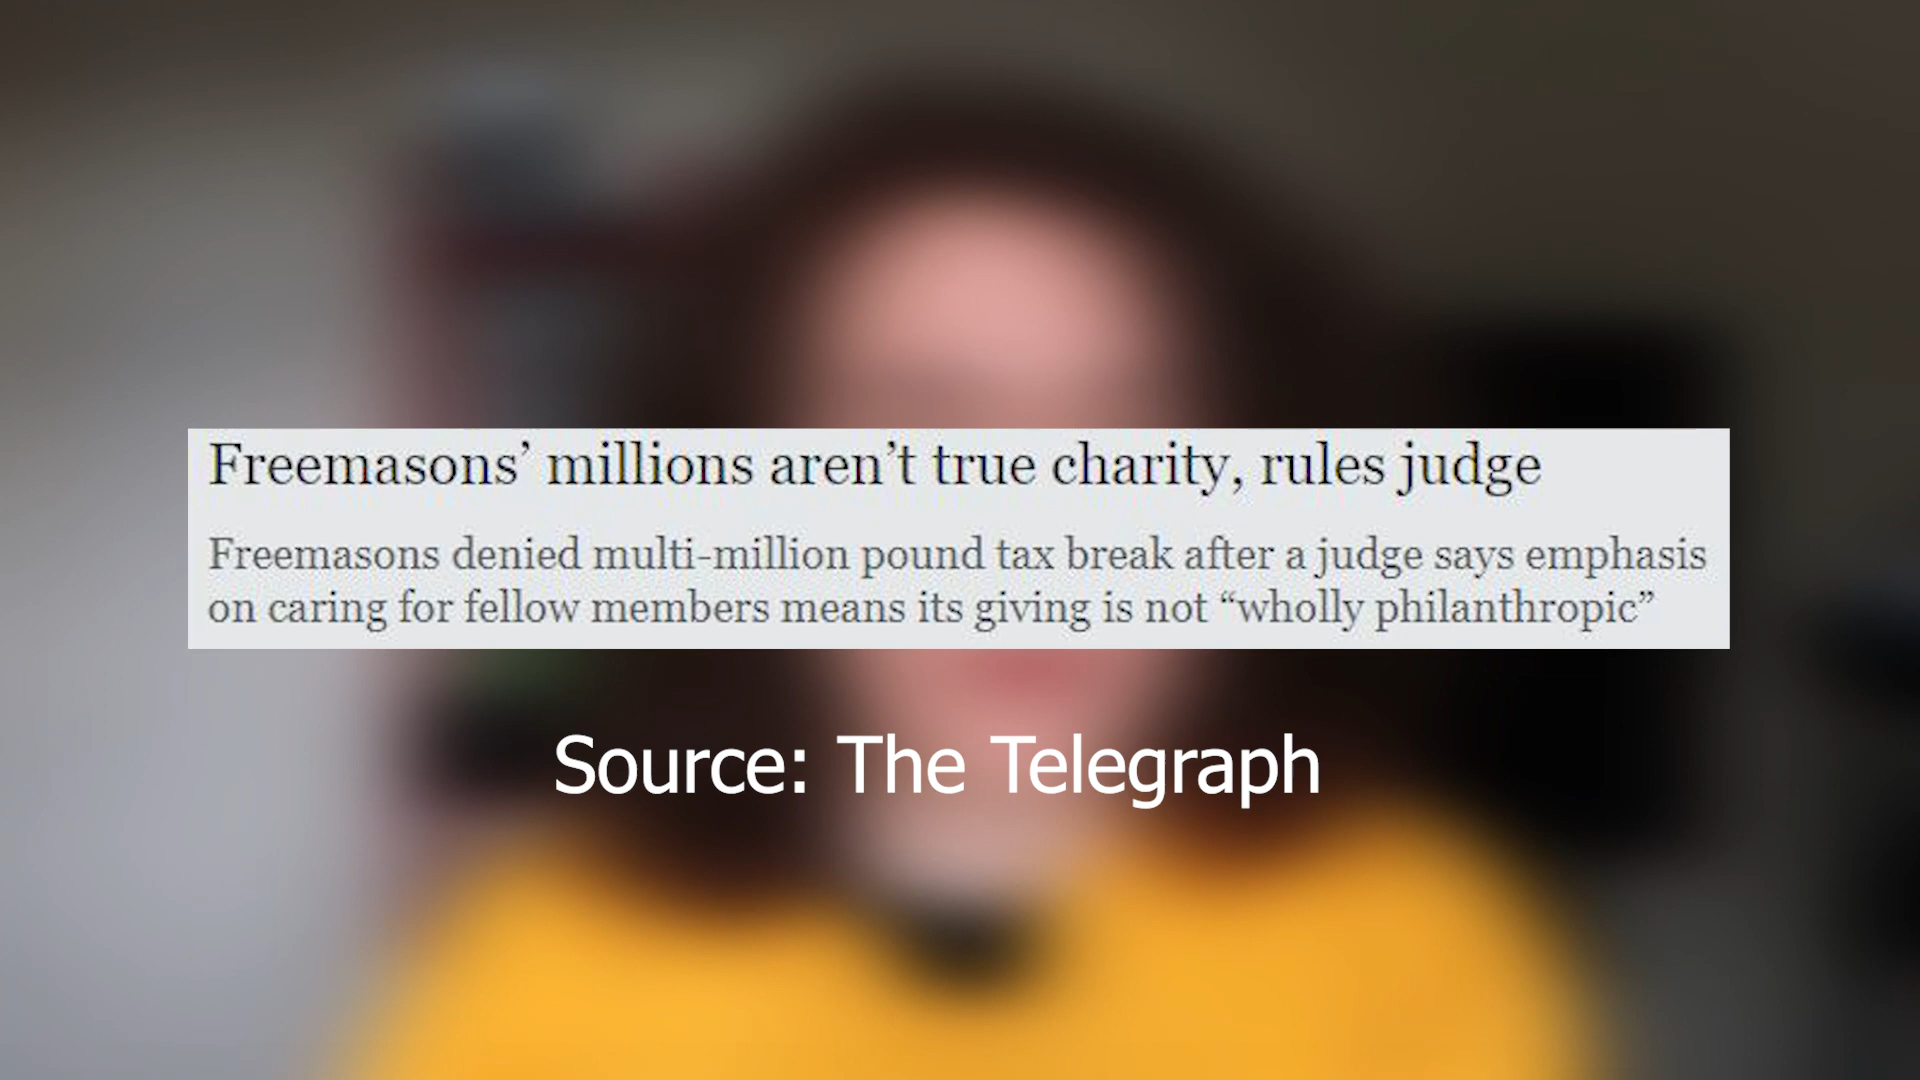 Freemasons’ millions aren’t true charity, rules judge
Freemasons denied multi-million pound tax break after a judge says emphasis
on caring for fellow members means its giving is not “wholly philanthropic”
Source: The Telegraph